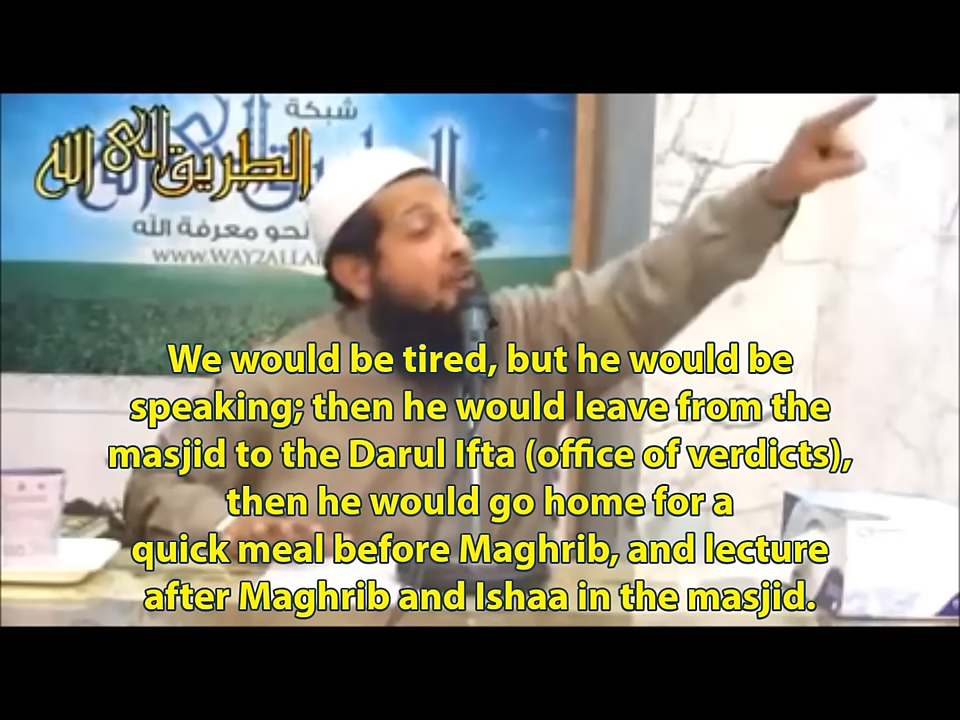 شبكة
الطريق إلى الله
نحو معرفة الله
WWW.WAY2ALLA
We would be tired, but he would be
speaking; then he would leave from the
masjid to the Darul Ifta (office of verdicts),
then he would go home for a
quick meal before Maghrib, and lecture
after Maghrib and Ishaa in the masjid.